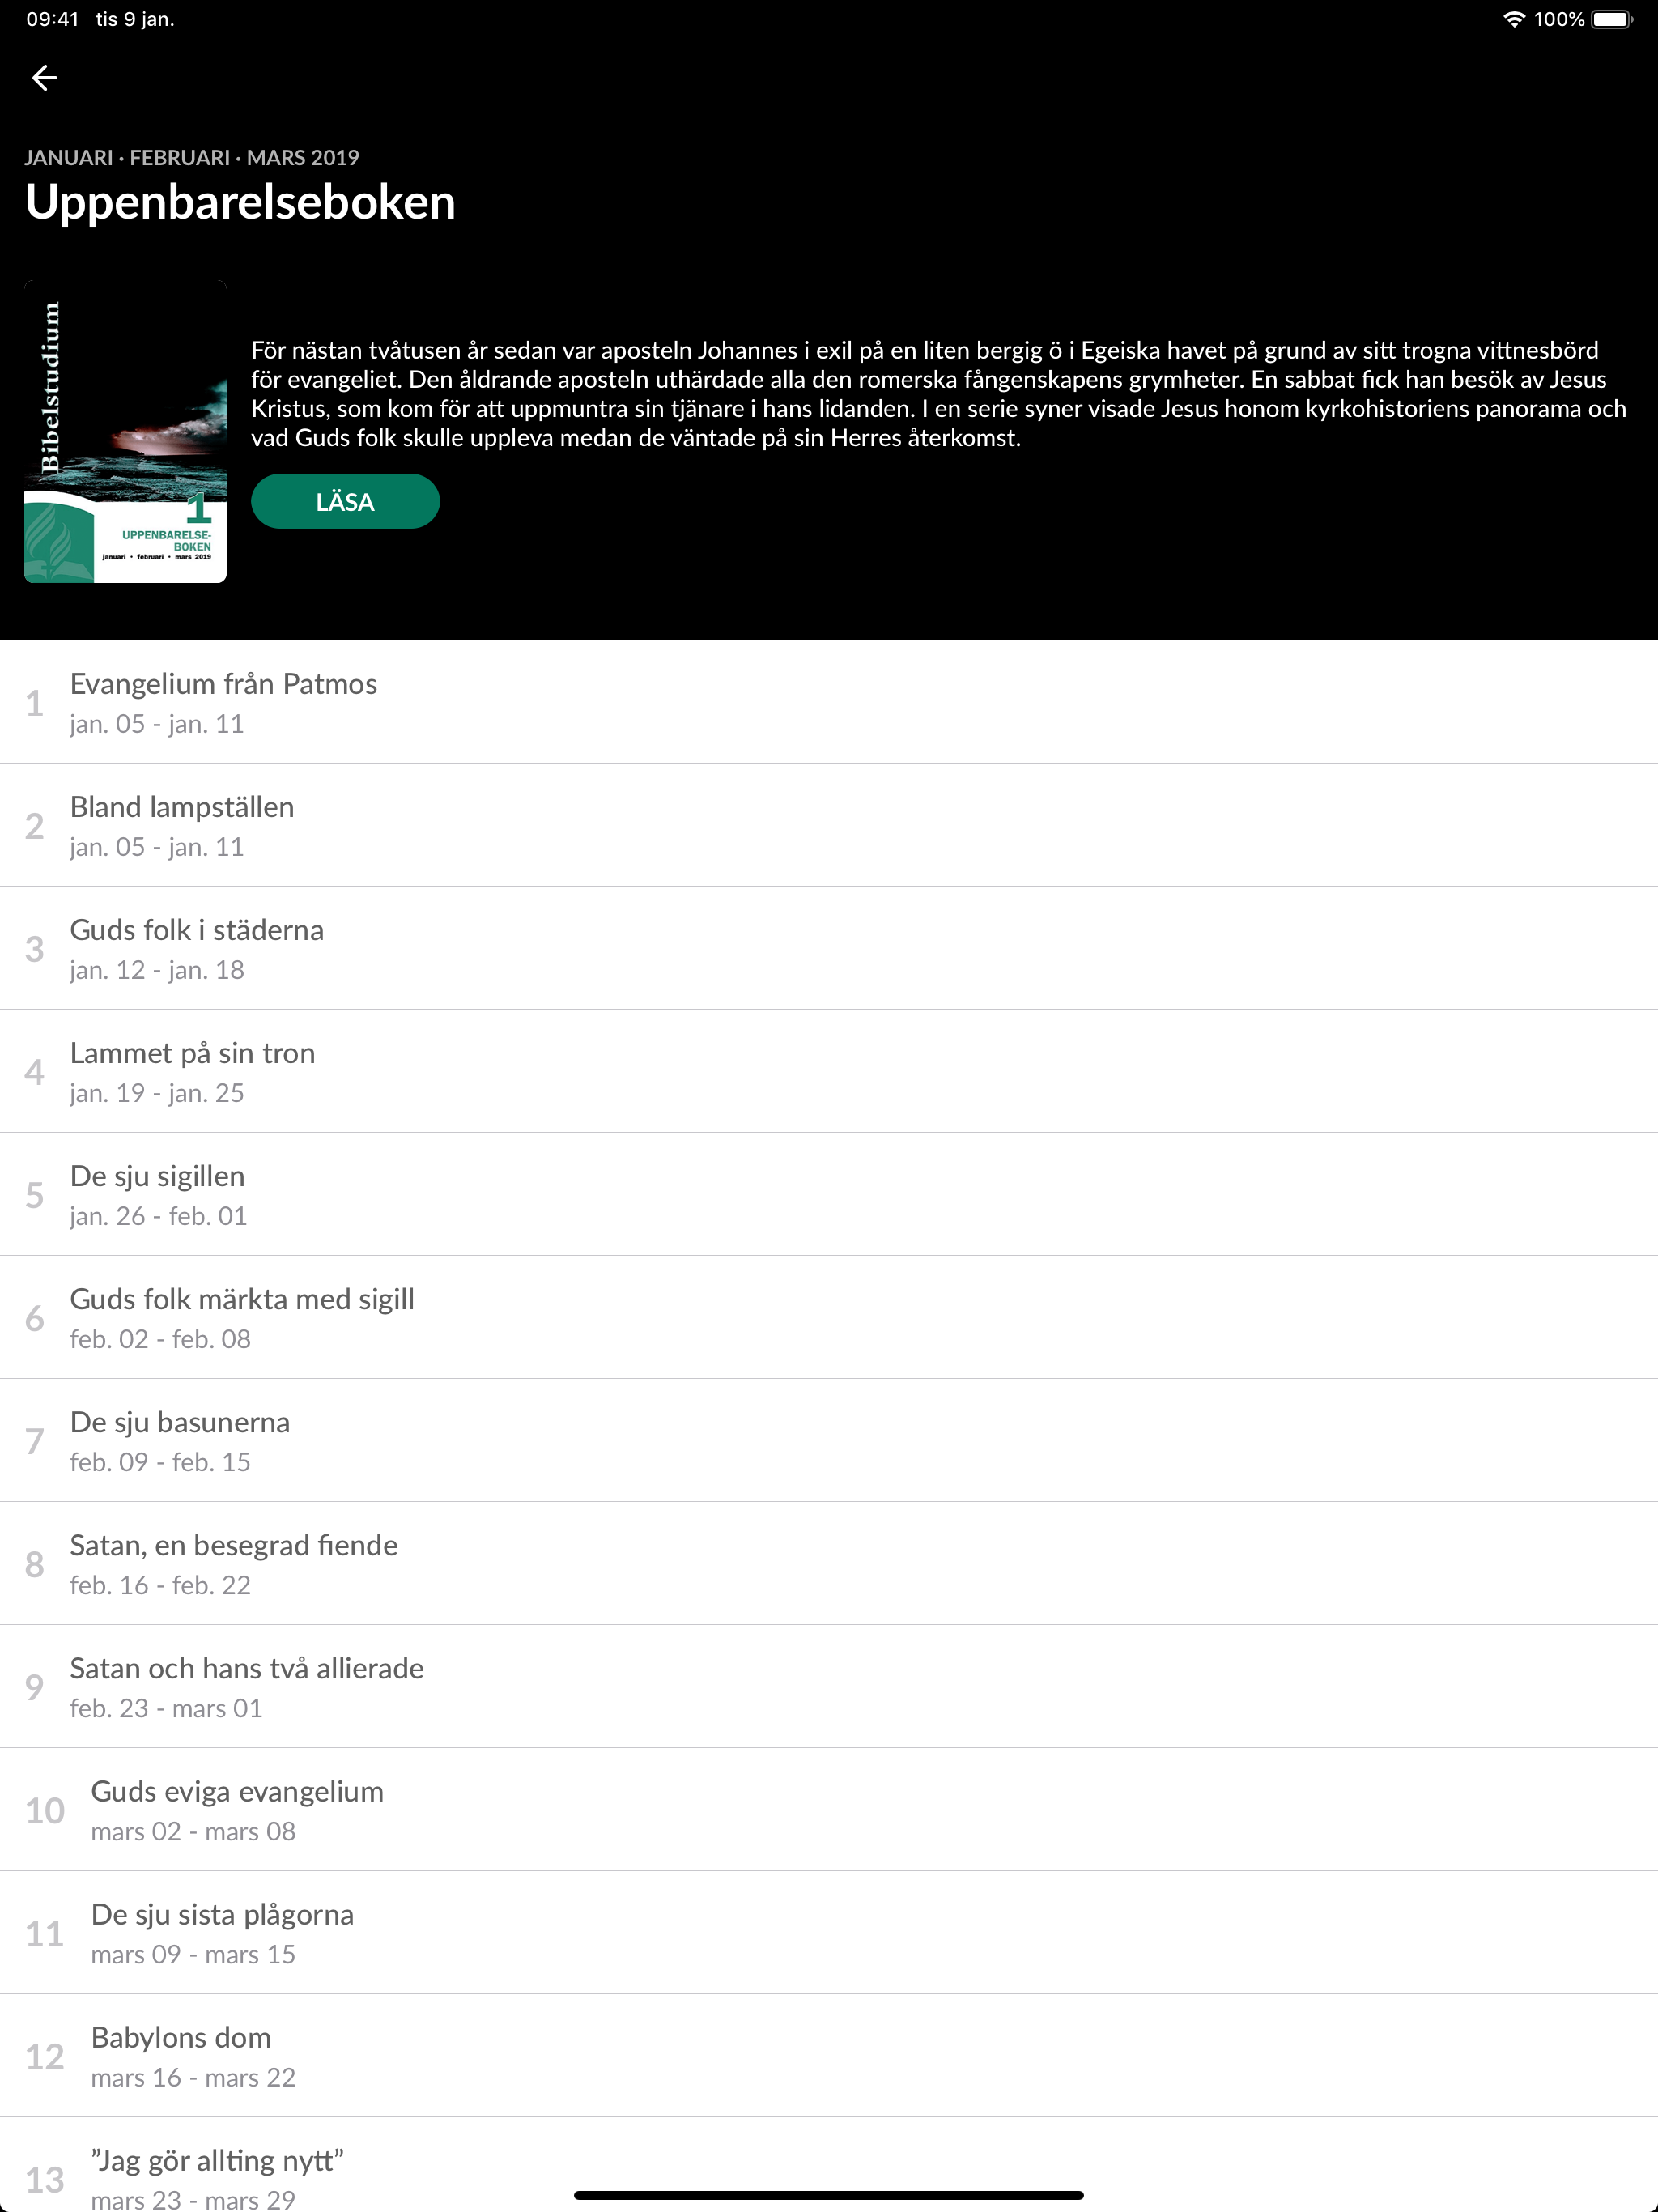 09:41 tis 9 jan.
100%
JANUARI · FEBRUARI · MARS 2019
Uppenbarelseboken
Bibelstudium
1
UPPENBARELSE-
BOKEN
januari • februari • mars 2019
För nästan tvåtusen år sedan var aposteln Johannes i exil på en liten bergig ö i Egeiska havet på grund av sitt trogna vittnesbörd
för evangeliet. Den åldrande aposteln uthärdade alla den romerska fångenskapens grymheter. En sabbat fick han besök av Jesus
Kristus, som kom för att uppmuntra sin tjänare i hans lidanden. I en serie syner visade Jesus honom kyrkohistoriens panorama och
vad Guds folk skulle uppleva medan de väntade på sin Herres återkomst.
LÄSA
1
Evangelium från Patmos
jan. 05 - jan. 11
2
Bland lampställen
jan. 05 - jan. 11
3
Guds folk i städerna
jan. 12 - jan. 18
4
Lammet på sin tron
jan. 19 - jan. 25
5
De sju sigillen
jan. 26 - feb. 01
6
Guds folk märkta med sigill
feb. 02 - feb. 08
7
De sju basunerna
feb. 09 - feb. 15
8
Satan, en besegrad fiende
feb. 16 - feb. 22
9
Satan och hans två allierade
feb. 23 - mars 01
10
Guds eviga evangelium
mars 02 - mars 08
11
De sju sista plågorna
mars 09 - mars 15
12
Babylons dom
mars 16 - mars 22
13
”Jag gör allting nytt”
mars 23 - mars 29